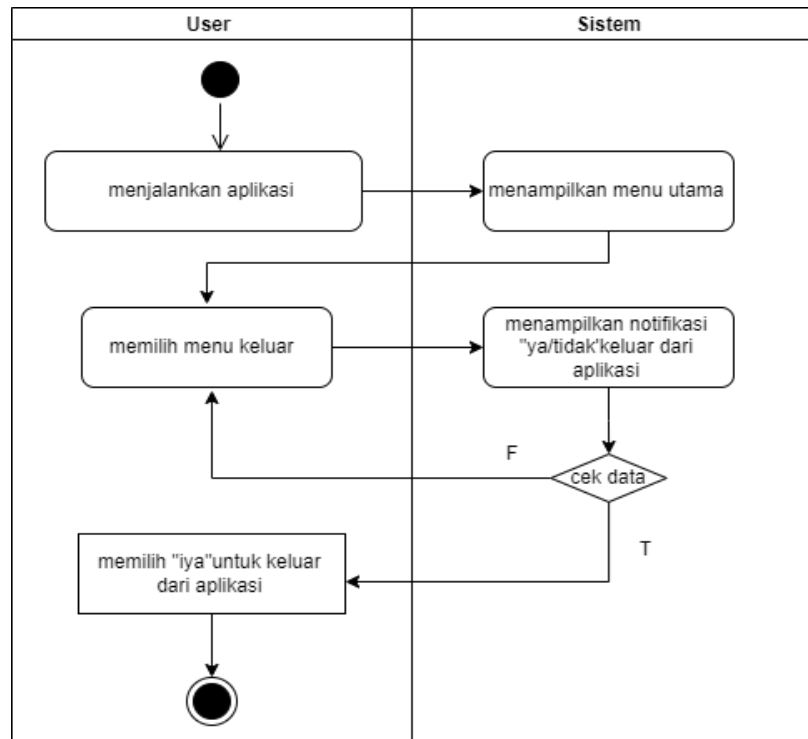 User
Sistem
menjalankan aplikasi
menampilkan menu utama
memilih menu keluar
menampilkan notifikasi
"ya/tidak'keluar dari
aplikasi
F
cek data
T
memilih "iya"untuk keluar
dari aplikasi